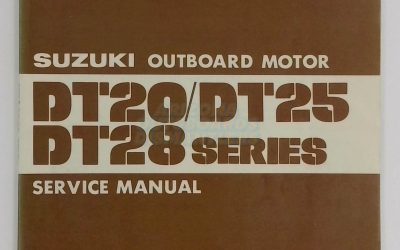 SUZUKI OUTBOARD MOTOR
DT20/DT25
DT28 SERIES
SERVICE MANUAL